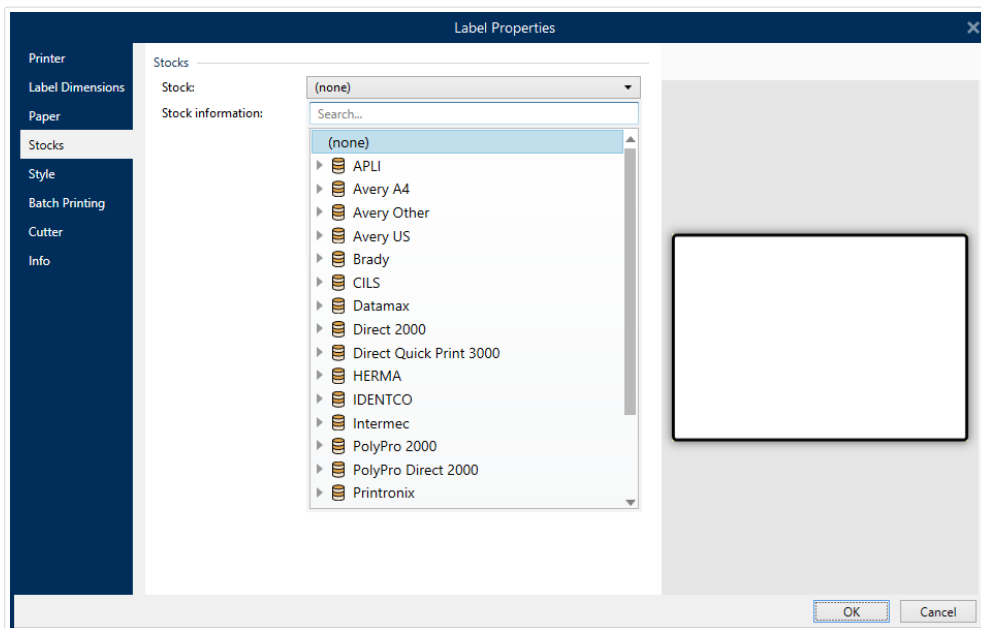 Label Properties
Printer
Label Dimensions
Paper
Stocks
Style
Batch Printing
Cutter
Info
Stocks
Stock:
(none)
Stock information:
Search...
(none)
APLI
Avery A4
Avery Other
Avery US
Brady
CILS
Datamax
Direct 2000
Direct Quick Print 3000
HERMA
IDENTCO
Intermec
PolyPro 2000
PolyPro Direct 2000
Printronix
OK
Cancel